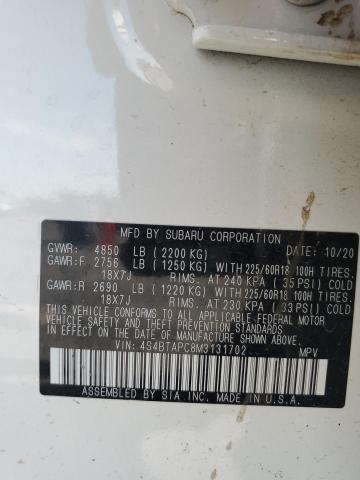 MFD BY SUBARU CORPORATION DATE: 10/20
GVWR: 4850 LB (2200 KG)
GAWR:F 2756 LB (1250 KG) WITH 225/60R18 100H TIRES.
18X7J RIMS, AT 240 KPA (35 PSI) COLD
GAWR:R 2690 LB (1220 KG) WITH 225/60R18 100H TIRES,
18X7J RIMS, AT 230 KPA (33 PSI) COLD
THIS VEHICLE CONFORMS TO ALL APPLICABLE FEDERAL MOTOR
VEHICLE SAFETY STANDARDS IN EFFECT ON THE DATE OF
MANUFACTURE SHOWN ABOVE.
VIN: 4S4BTAPC8M3131702 MPV
ASSEMBLED BY SIA INC. MADE IN U.S.A.